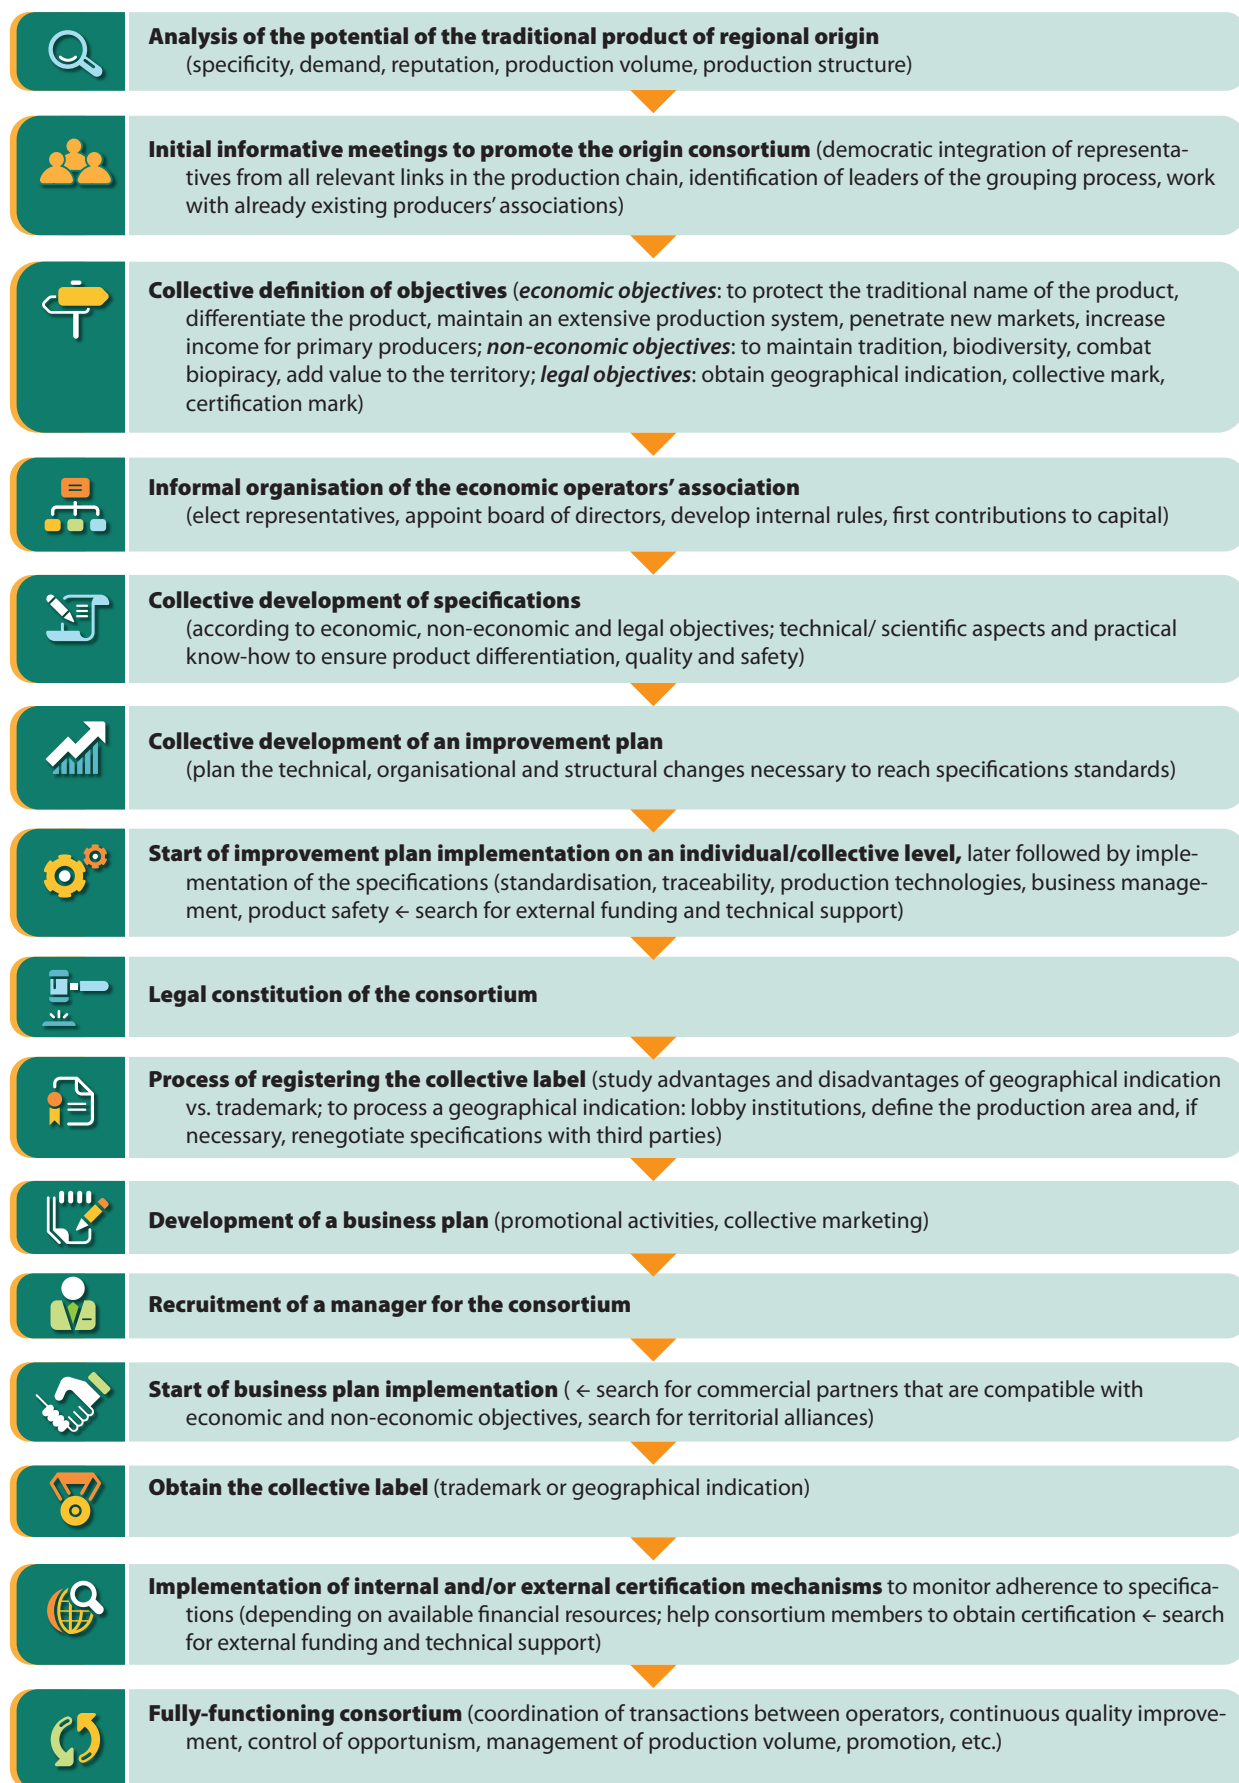 Analysis of the potential of the traditional product of regional origin
(specificity, demand, reputation, production volume, production structure)
Initial informative meetings to promote the origin consortium (democratic integration of representa-
tives from all relevant links in the production chain, identification of leaders of the grouping process, work
with already existing producers' associations)
Collective definition of objectives (economic objectives: to protect the traditional name of the product,
differentiate the product, maintain an extensive production system, penetrate new markets, increase
income for primary producers; non-economic objectives: to maintain tradition, biodiversity, combat
biopiracy, add value to the territory; legal objectives: obtain geographical indication, collective mark,
certification mark)
Informal organisation of the economic operators' association
(elect representatives, appoint board of directors, develop internal rules, first contributions to capital)
Collective development of specifications
(according to economic, non-economic and legal objectives; technical/ scientific aspects and practical
know-how to ensure product differentiation, quality and safety)
Collective development of an improvement plan
(plan the technical, organisational and structural changes necessary to reach specifications standards)
Start of improvement plan implementation on an individual/collective level, later followed by imple-
mentation of the specifications (standardisation, traceability, production technologies, business manage-
ment, product safety ← search for external funding and technical support)
Legal constitution of the consortium
Process of registering the collective label (study advantages and disadvantages of geographical indication
vs. trademark; to process a geographical indication: lobby institutions, define the production area and, if
necessary, renegotiate specifications with third parties)
Development of a business plan (promotional activities, collective marketing)
Recruitment of a manager for the consortium
Start of business plan implementation ( ← search for commercial partners that are compatible with
economic and non-economic objectives, search for territorial alliances)
Obtain the collective label (trademark or geographical indication)
Implementation of internal and/or external certification mechanisms to monitor adherence to specifica-
tions (depending on available financial resources; help consortium members to obtain certification ← search
for external funding and technical support)
Fully-functioning consortium (coordination of transactions between operators, continuous quality improve-
ment, control of opportunism, management of production volume, promotion, etc.)